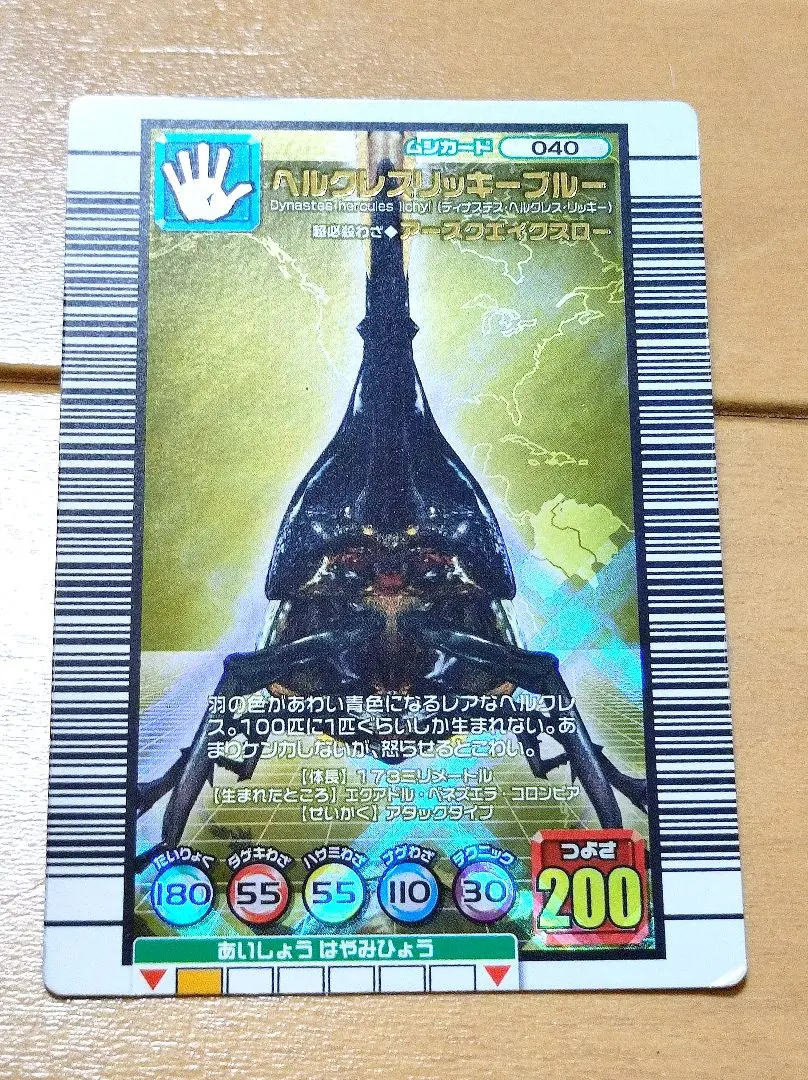 ムシカード 040
ヘルクレスリッキーブルー
Dynastes hercules lichyi (ディナステス・ヘルクレス・リッキー)
超必殺わざ◆アースクエイクスロー
羽の色があわい青色になるレアなヘルクレ
ス。100匹に1匹ぐらいしか生まれない。あ
まりケンカしないが、怒らせるとこわい。
【体長】173ミリメートル
【生まれたところ】エクアドル・ベネズエラ・コロンビア
【せいかく】アタックタイプ
たいりょく ダゲキわざ ハサミわざ ナゲわざ テクニック つよさ
180 55 55 110 30 200
あいしょう はやみひょう